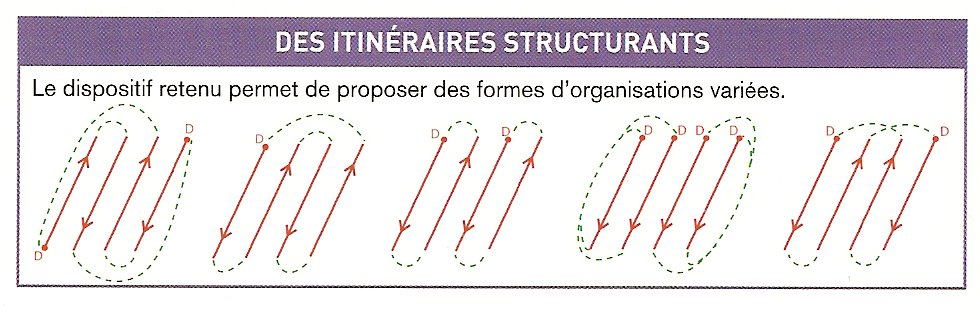 DES ITINÉRAIRES STRUCTURANTS
Le dispositif retenu permet de proposer des formes d'organisations variées.
D D D D D D D D D D
D